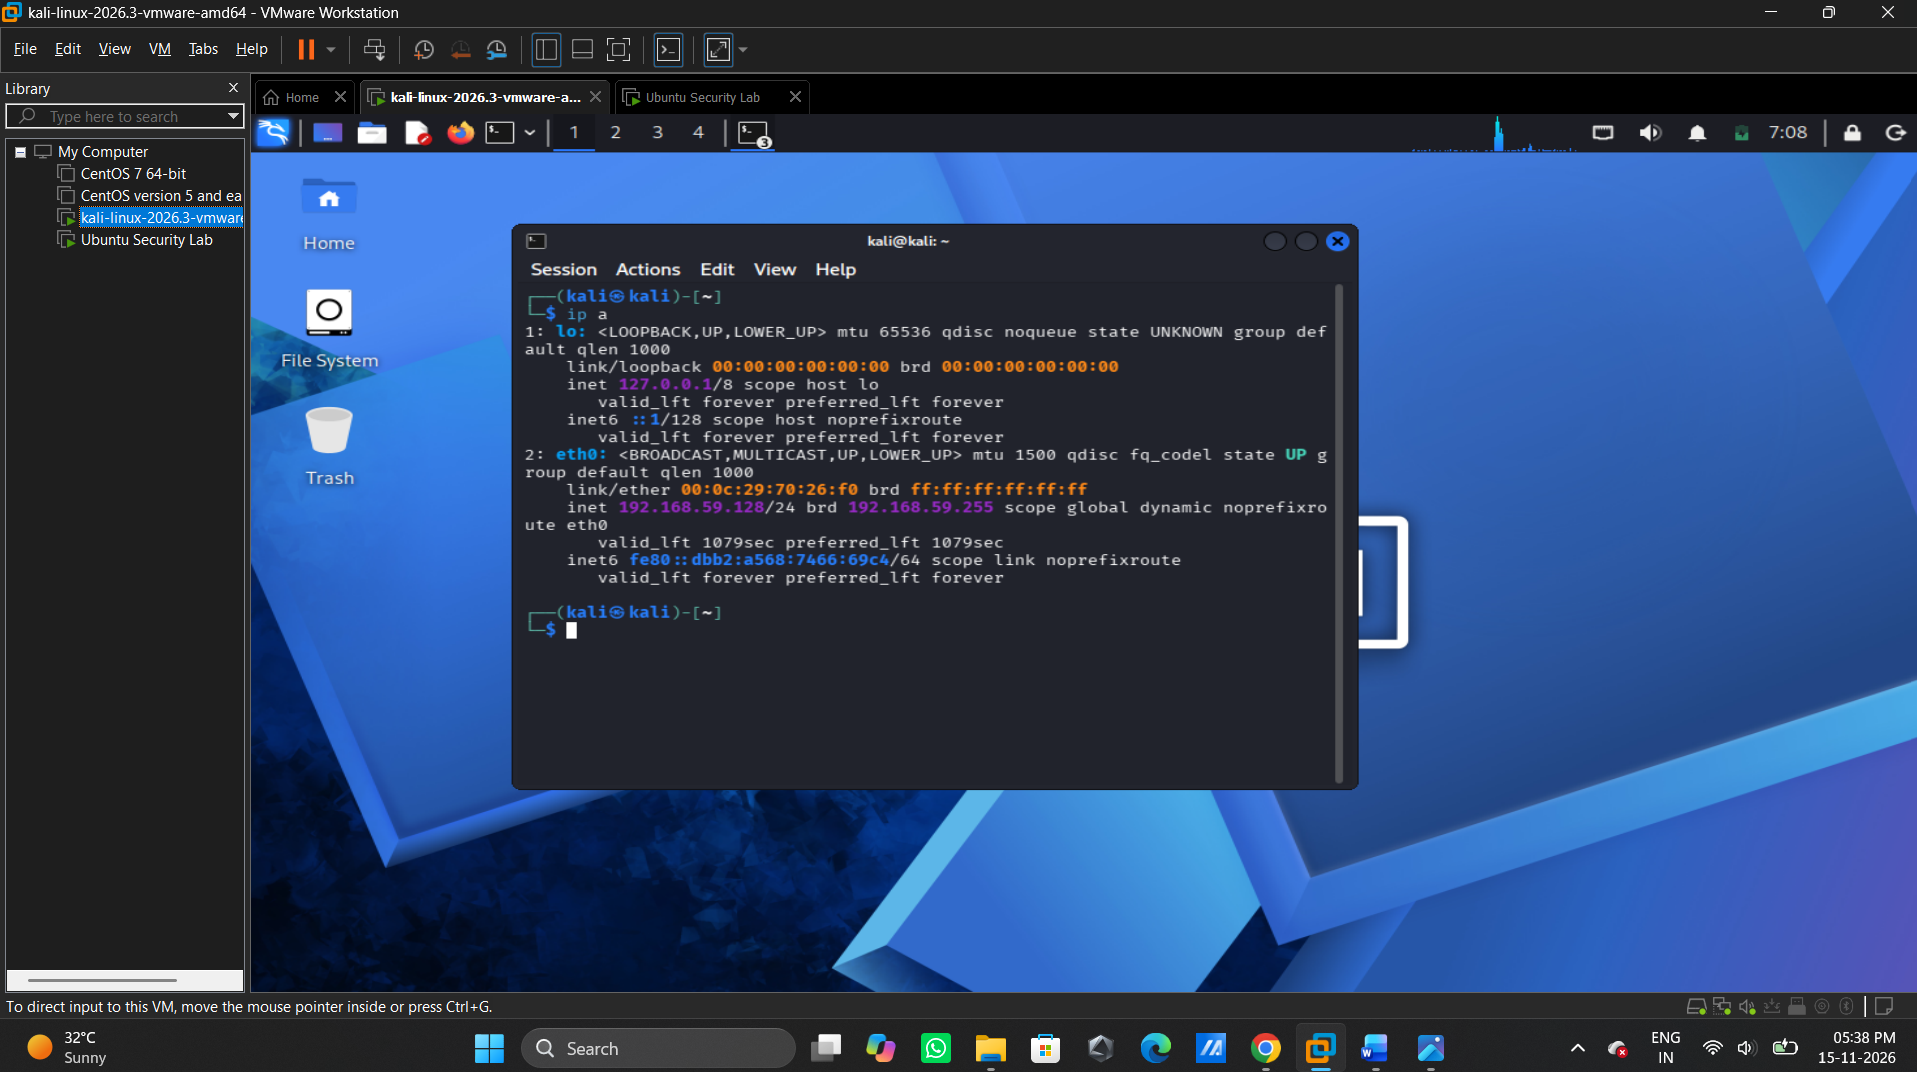 kali-linux-2026.3-vmware-amd64 - VMware Workstation
File Edit View VM Tabs Help
Library
Type here to search
My Computer
CentOS 7 64-bit
CentOS version 5 and ea
kali-linux-2026.3-vmware
Ubuntu Security Lab
Home
kali-linux-2026.3-vmware-a...
Ubuntu Security Lab
1 2 3 4
3
7:08
Home
File System
Trash
kali@kali: ~
Session Actions Edit View Help
┌──(kali㉿kali)-[~]
└─$ ip a
1: lo: <LOOPBACK,UP,LOWER_UP> mtu 65536 qdisc noqueue state UNKNOWN group def
ault qlen 1000
link/loopback 00:00:00:00:00:00 brd 00:00:00:00:00:00
inet 127.0.0.1/8 scope host lo
valid_lft forever preferred_lft forever
inet6 ::1/128 scope host noprefixroute
valid_lft forever preferred_lft forever
2: eth0: <BROADCAST,MULTICAST,UP,LOWER_UP> mtu 1500 qdisc fq_codel state UP g
roup default qlen 1000
link/ether 00:0c:29:70:26:f0 brd ff:ff:ff:ff:ff:ff
inet 192.168.59.128/24 brd 192.168.59.255 scope global dynamic noprefixro
ute eth0
valid_lft 1079sec preferred_lft 1079sec
inet6 fe80::dbb2:a568:7466:69c4/64 scope link noprefixroute
valid_lft forever preferred_lft forever
┌──(kali㉿kali)-[~]
└─$
To direct input to this VM, move the mouse pointer inside or press Ctrl+G.
32°C
Sunny
Search
ENG
IN
05:38 PM
15-11-2026